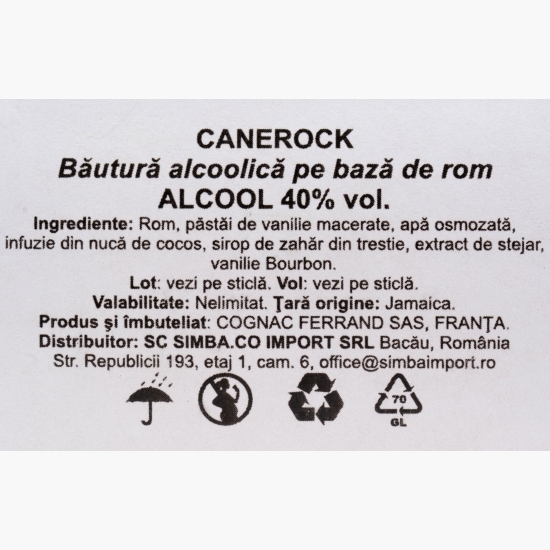 CANEROCK
Băutură alcoolică pe bază de rom
ALCOOL 40% vol.
Ingrediente: Rom, păstăi de vanilie macerate, apă osmozată,
infuzie din nucă de cocos, sirop de zahăr din trestie, extract de stejar,
vanilie Bourbon.
Lot: vezi pe sticlă. Vol: vezi pe sticlă.
Valabilitate: Nelimitat. Ţară origine: Jamaica.
Produs şi îmbuteliat: COGNAC FERRAND SAS, FRANŢA.
Distribuitor: SC SIMBA.CO IMPORT SRL Bacău, România
Str. Republicii 193, etaj 1, cam. 6, office@simbaimport.ro
70
GL